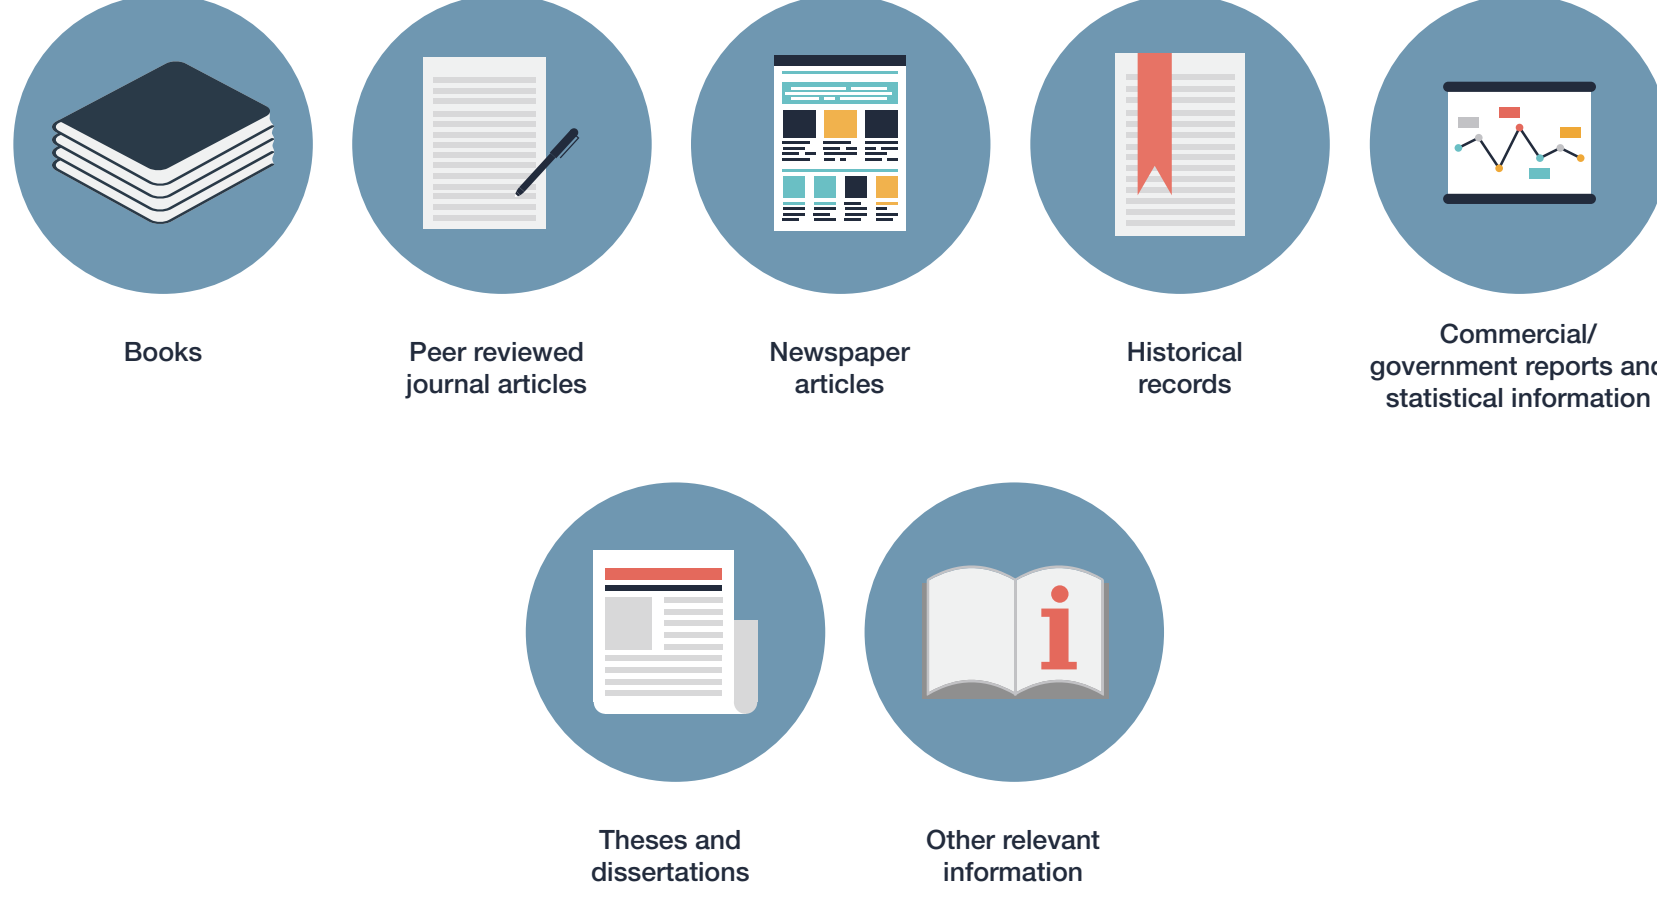 Books
Peer reviewed
journal articles
Newspaper
articles
Historical
records
Commercial/
government reports and
statistical information
Theses and
dissertations
i
Other relevant
information